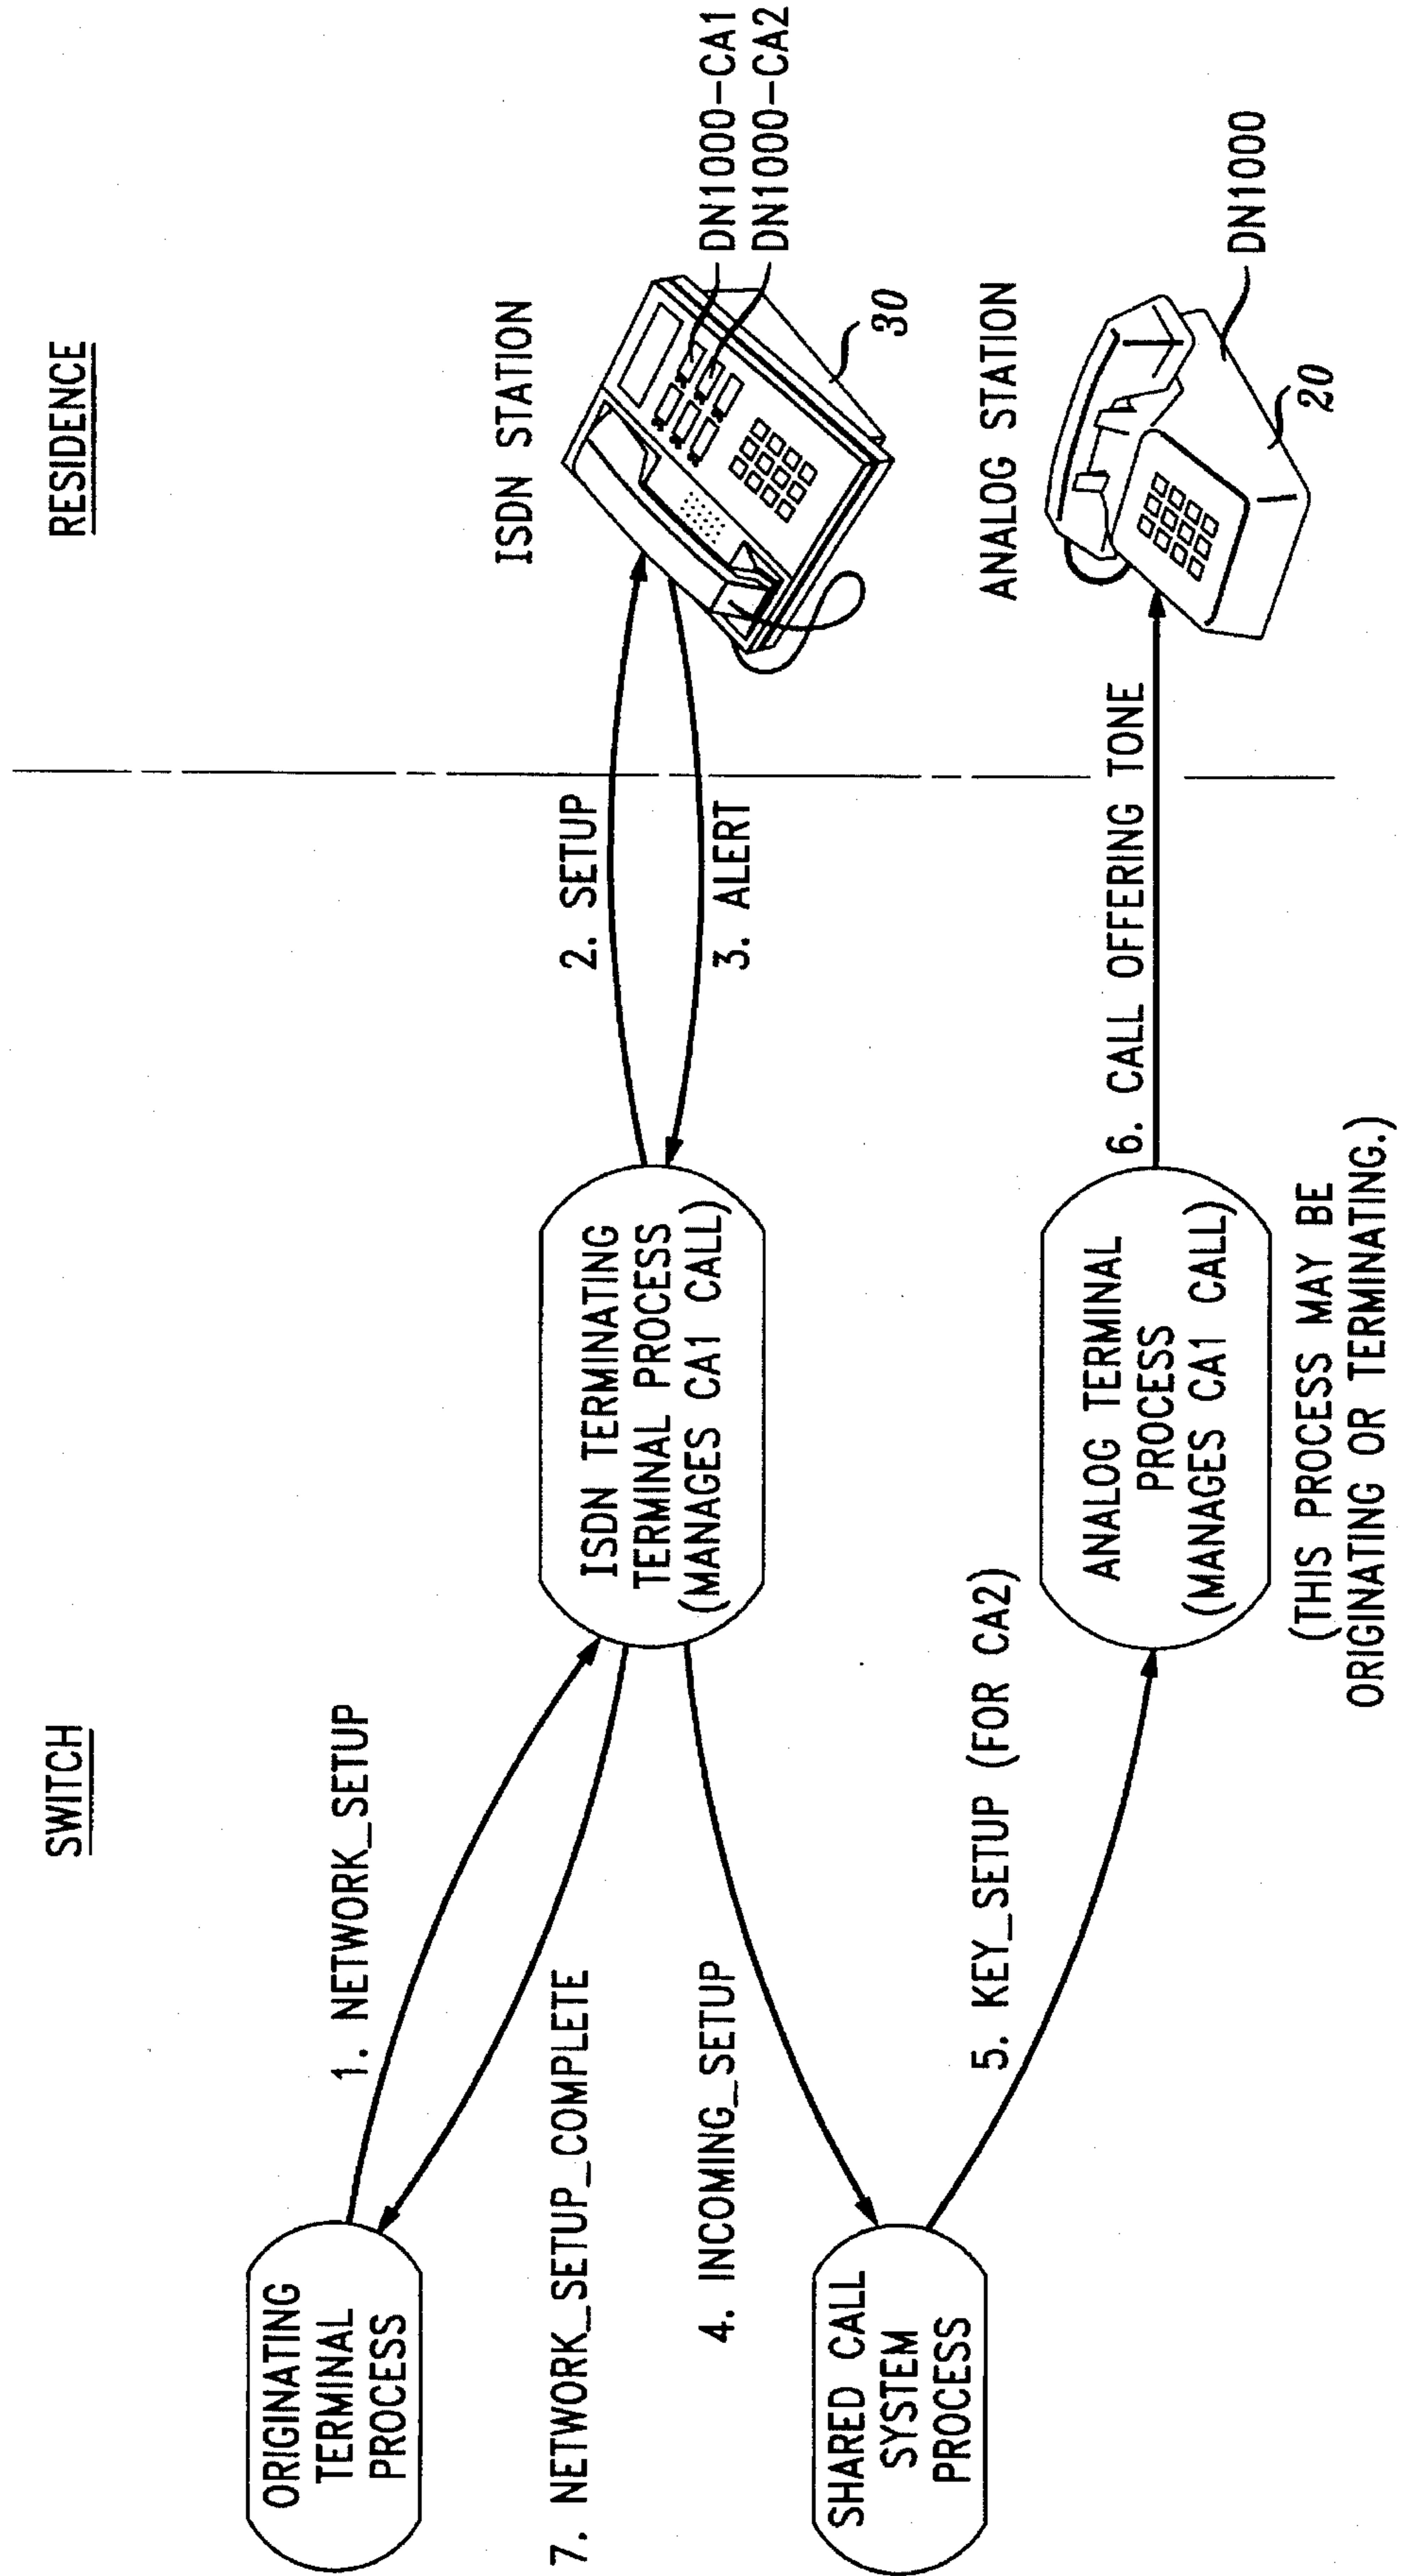 SWITCH
RESIDENCE
ORIGINATING
TERMINAL
PROCESS
1. NETWORK_SETUP
7. NETWORK_SETUP_COMPLETE
ISDN TERMINATING
TERMINAL PROCESS
(MANAGES CA1 CALL)
2. SETUP
3. ALERT
ISDN STATION
DN1000-CA1
DN1000-CA2
30
4. INCOMING_SETUP
SHARED CALL
SYSTEM
PROCESS
5. KEY_SETUP (FOR CA2)
ANALOG TERMINAL
PROCESS
(MANAGES CA1 CALL)
(THIS PROCESS MAY BE
ORIGINATING OR TERMINATING.)
6. CALL OFFERING TONE
ANALOG STATION
DN1000
20